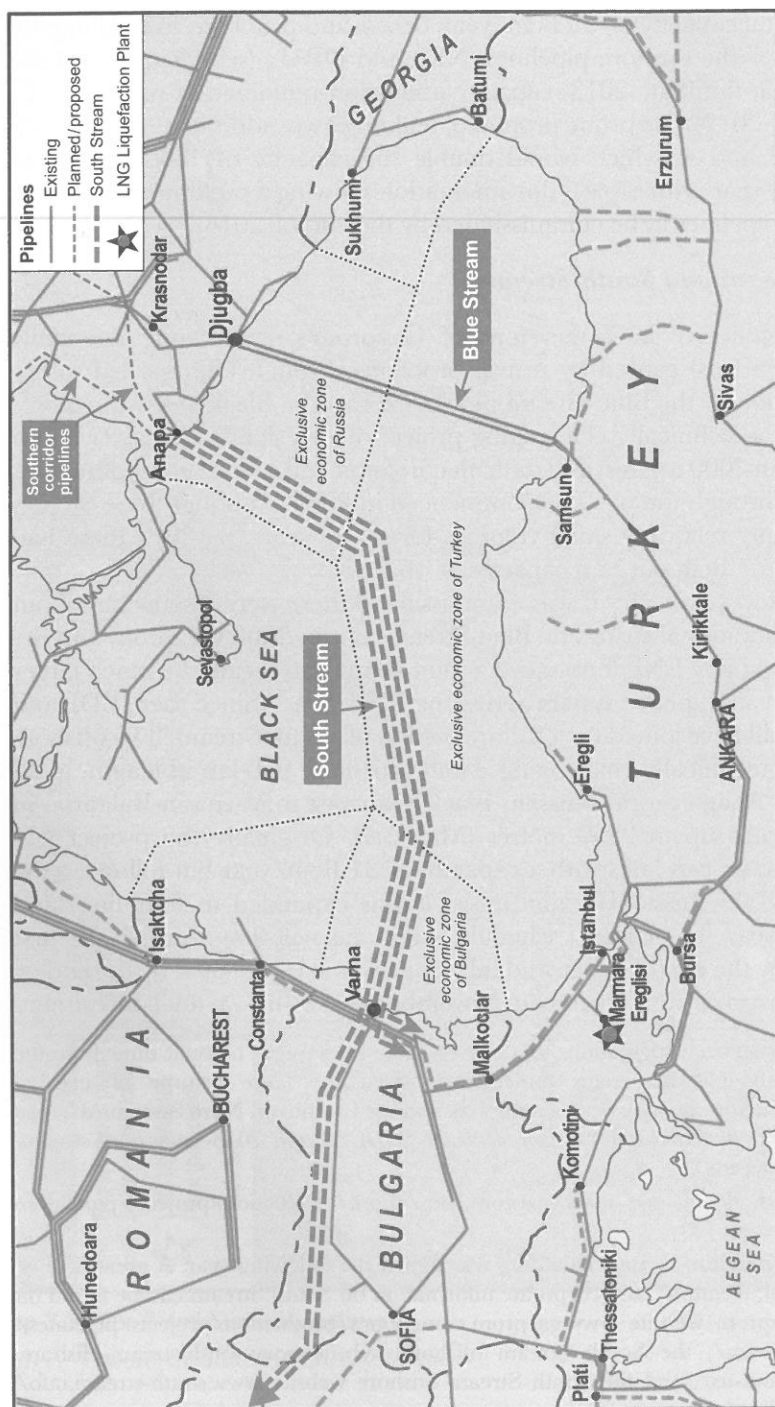 Pipelines
Existing
Planned/proposed
South Stream
LNG Liquefaction Plant
Hunedoara
ROMANIA
BUCHAREST
Isaktcha
Constanta
Sevastopol
BLACK SEA
Southern
corridor
pipelines
Anapa
Krasnodar
Djugba
Exclusive
economic zone
of Russia
Sukhumi
GEORGIA
Batumi
South Stream
Blue Stream
Varna
BULGARIA
SOFIA
Exclusive
economic zone
of Bulgaria
Exclusive economic zone of Turkey
Malkoclar
Eregli
Samsun
Istanbul
Marmara
Ereglisi
Bursa
Komotini
Thessaloniki
Plati
AEGEAN
SEA
TURKEY
ANKARA
Kirikkale
Sivas
Erzurum